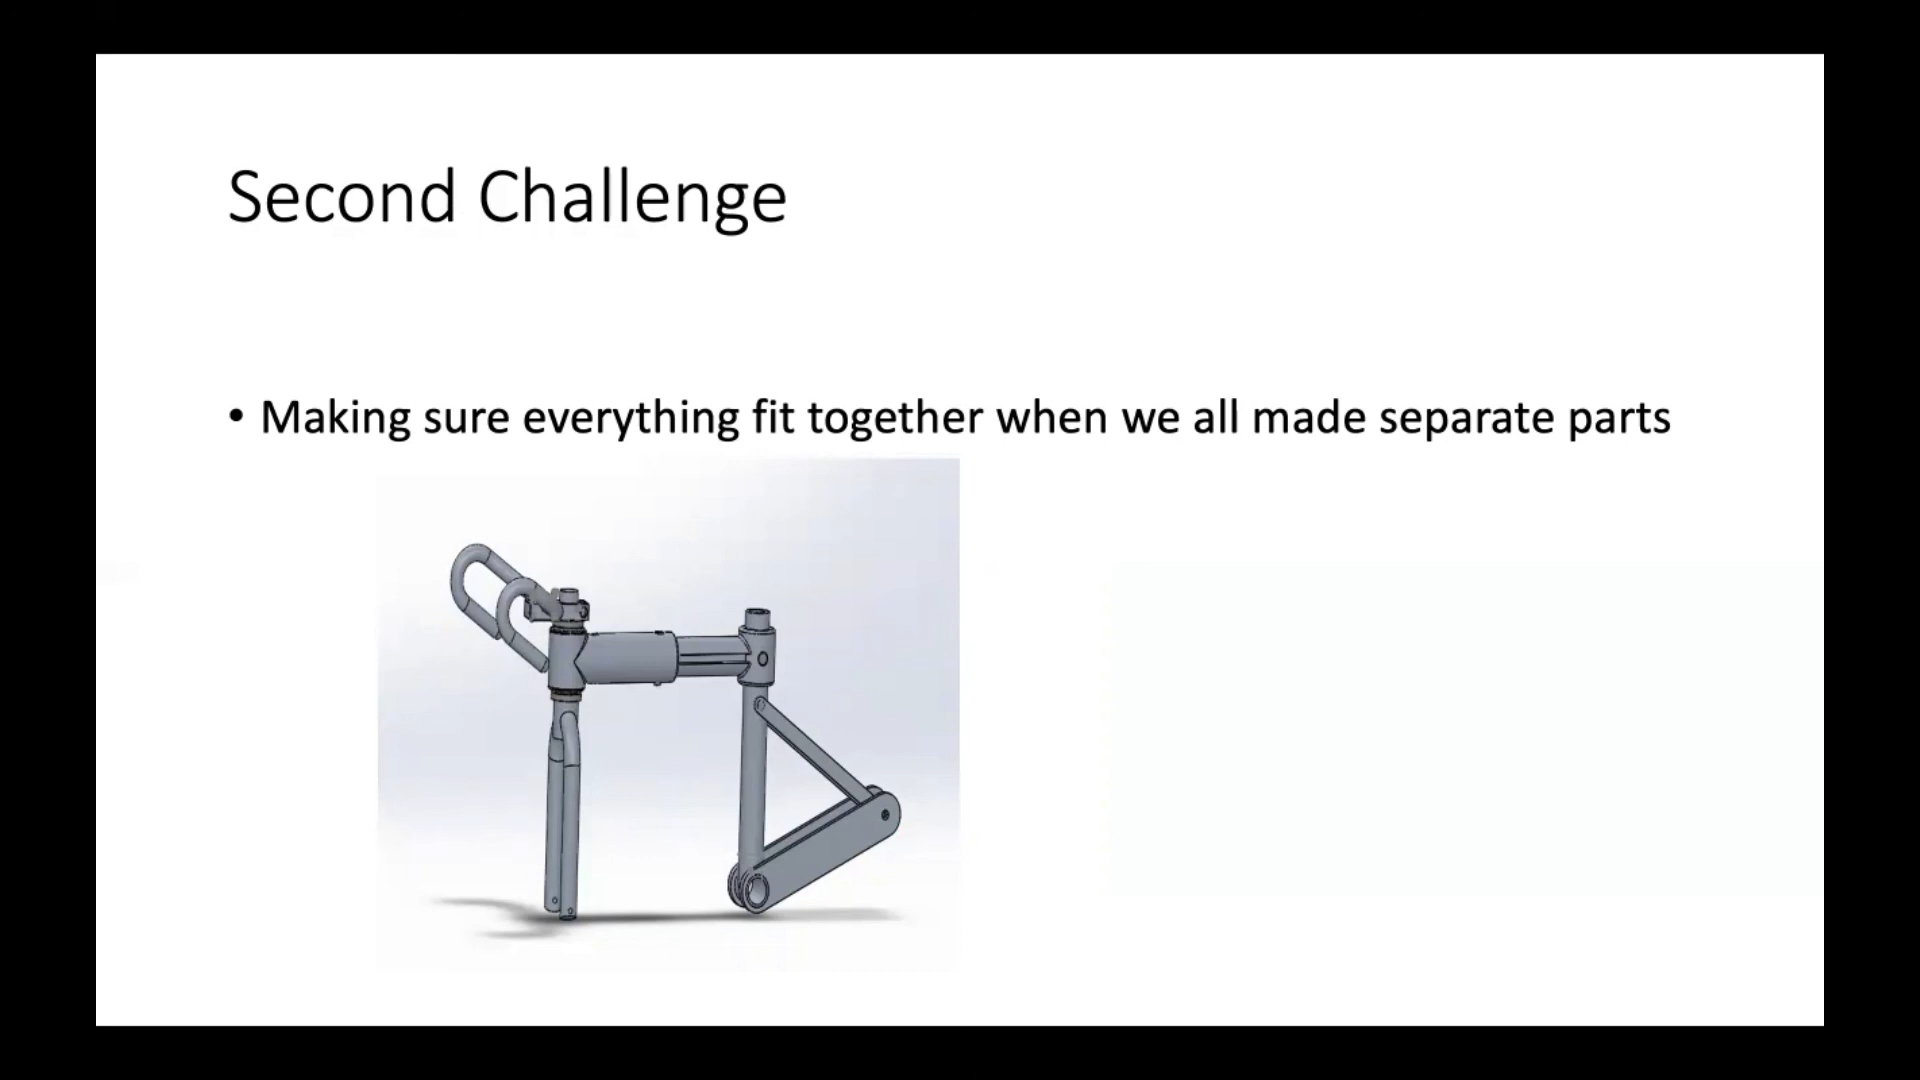 Second Challenge
• Making sure everything fit together when we all made separate parts